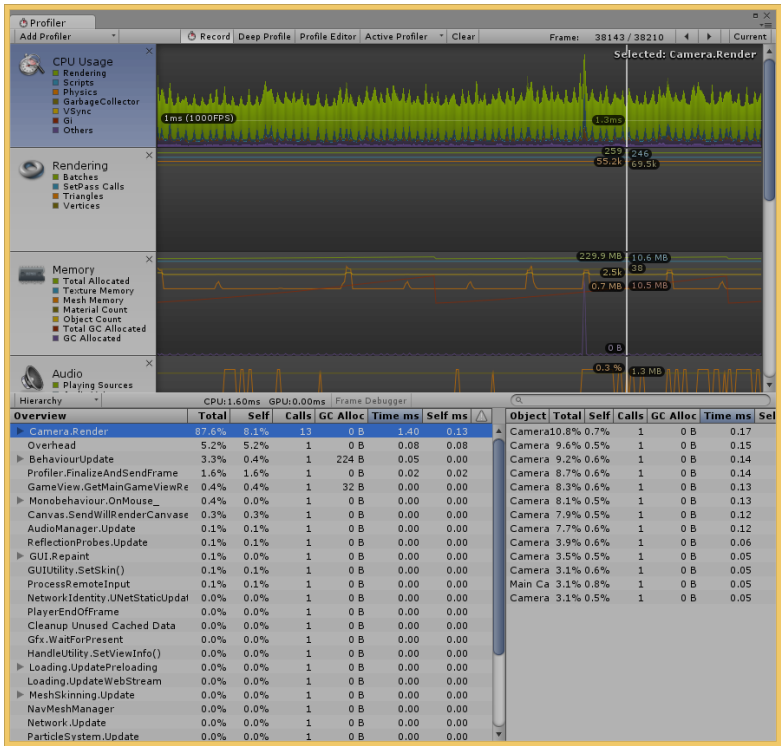 Profiler
Add Profiler Record Deep Profile Profile Editor Active Profiler Clear Frame: 38143 / 38210 Current
Selected: Camera.Render
CPU Usage
Rendering
Scripts
Physics
GarbageCollector
VSync
Gi
Others
1ms (1000FPS)
1.3ms
Rendering
Batches
SetPass Calls
Triangles
Vertices
259 246
55.2k 69.5k
Memory
Total Allocated
Texture Memory
Mesh Memory
Material Count
Object Count
Total GC Allocated
GC Allocated
229.9 MB 10.6 MB
2.5k 38
0.7 MB 10.5 MB
0 B
Audio
Playing Sources
0.3 % 1.3 MB
Hierarchy CPU:1.60ms GPU:0.00ms Frame Debugger
Overview Total Self Calls GC Alloc Time ms Self ms
Camera.Render 87.6% 8.1% 13 0 B 1.40 0.13
Overhead 5.2% 5.2% 1 0 B 0.08 0.08
BehaviourUpdate 3.3% 0.4% 1 224 B 0.05 0.00
Profiler.FinalizeAndSendFrame 1.6% 1.6% 1 0 B 0.02 0.02
GameView.GetMainGameViewRe 0.4% 0.4% 1 32 B 0.00 0.00
Monobehaviour.OnMouse_ 0.4% 0.0% 1 0 B 0.00 0.00
Canvas.SendWillRenderCanvase 0.3% 0.3% 1 0 B 0.00 0.00
AudioManager.Update 0.1% 0.1% 1 0 B 0.00 0.00
ReflectionProbes.Update 0.1% 0.1% 1 0 B 0.00 0.00
GUI.Repaint 0.1% 0.0% 1 0 B 0.00 0.00
GUIUtility.SetSkin() 0.1% 0.1% 1 0 B 0.00 0.00
ProcessRemoteInput 0.1% 0.1% 1 0 B 0.00 0.00
NetworkIdentity.UNetStaticUpdat 0.0% 0.0% 1 0 B 0.00 0.00
PlayerEndOfFrame 0.0% 0.0% 1 0 B 0.00 0.00
Cleanup Unused Cached Data 0.0% 0.0% 1 0 B 0.00 0.00
Gfx.WaitForPresent 0.0% 0.0% 1 0 B 0.00 0.00
HandleUtility.SetViewInfo() 0.0% 0.0% 1 0 B 0.00 0.00
Loading.UpdatePreloading 0.0% 0.0% 1 0 B 0.00 0.00
Loading.UpdateWebStream 0.0% 0.0% 1 0 B 0.00 0.00
MeshSkinning.Update 0.0% 0.0% 1 0 B 0.00 0.00
NavMeshManager 0.0% 0.0% 1 0 B 0.00 0.00
Network.Update 0.0% 0.0% 1 0 B 0.00 0.00
ParticleSystem.Update 0.0% 0.0% 1 0 B 0.00 0.00
Object Total Self Calls GC Alloc Time ms Sel
Camera 10.8% 0.7% 1 0 B 0.17
Camera 9.6% 0.5% 1 0 B 0.15
Camera 9.2% 0.6% 1 0 B 0.14
Camera 8.7% 0.6% 1 0 B 0.14
Camera 8.3% 0.6% 1 0 B 0.13
Camera 8.1% 0.5% 1 0 B 0.13
Camera 7.9% 0.5% 1 0 B 0.12
Camera 7.7% 0.6% 1 0 B 0.12
Camera 3.9% 0.6% 1 0 B 0.06
Camera 3.5% 0.5% 1 0 B 0.05
Camera 3.1% 0.6% 1 0 B 0.05
Main Ca 3.1% 0.8% 1 0 B 0.05
Camera 3.1% 0.5% 1 0 B 0.05